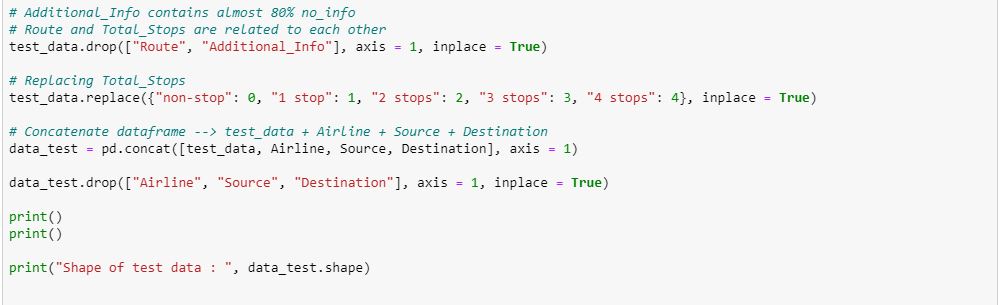 # Additional_Info contains almost 80% no_info
# Route and Total_Stops are related to each other
test_data.drop(["Route", "Additional_Info"], axis = 1, inplace = True)
# Replacing Total_Stops
test_data.replace({"non-stop": 0, "1 stop": 1, "2 stops": 2, "3 stops": 3, "4 stops": 4}, inplace = True)
# Concatenate dataframe --> test_data + Airline + Source + Destination
data_test = pd.concat([test_data, Airline, Source, Destination], axis = 1)
data_test.drop(["Airline", "Source", "Destination"], axis = 1, inplace = True)
print()
print()
print("Shape of test data : ", data_test.shape)